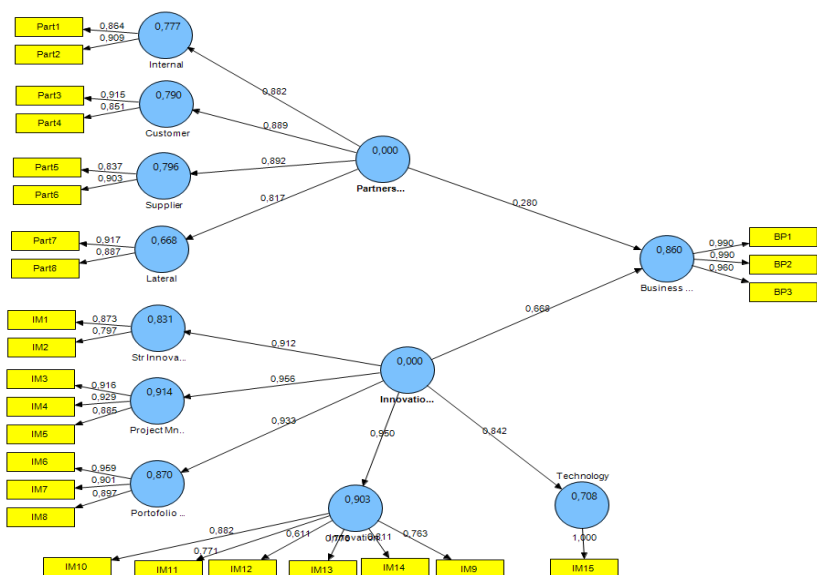 Part1
0,864
0,777
Part2
0,909
Internal
0,882
Part3
0,915
0,790
Part4
0,851
Customer
0,889
Part5
0,837
0,796
Part6
0,903
Supplier
0,892
0,000
Partners...
Part7
0,917
0,668
Part8
0,887
Lateral
0,817
0,280
0,860
Business ...
0,990
BP1
0,990
BP2
0,960
BP3
0,668
IM1
0,873
0,831
IM2
0,797
Str Innova...
0,912
0,000
Innovatio...
IM3
0,916
0,914
IM4
0,929
IM5
0,885
Project Mn...
0,956
IM6
0,959
0,870
IM7
0,901
IM8
0,897
Portofolio ...
0,933
0,950
0,842
Technology
0,708
1,000
IM15
0,903
0,882
0,771
0,611
0,811
0,763
IM10
IM11
IM12
IM13
IM14
IM9